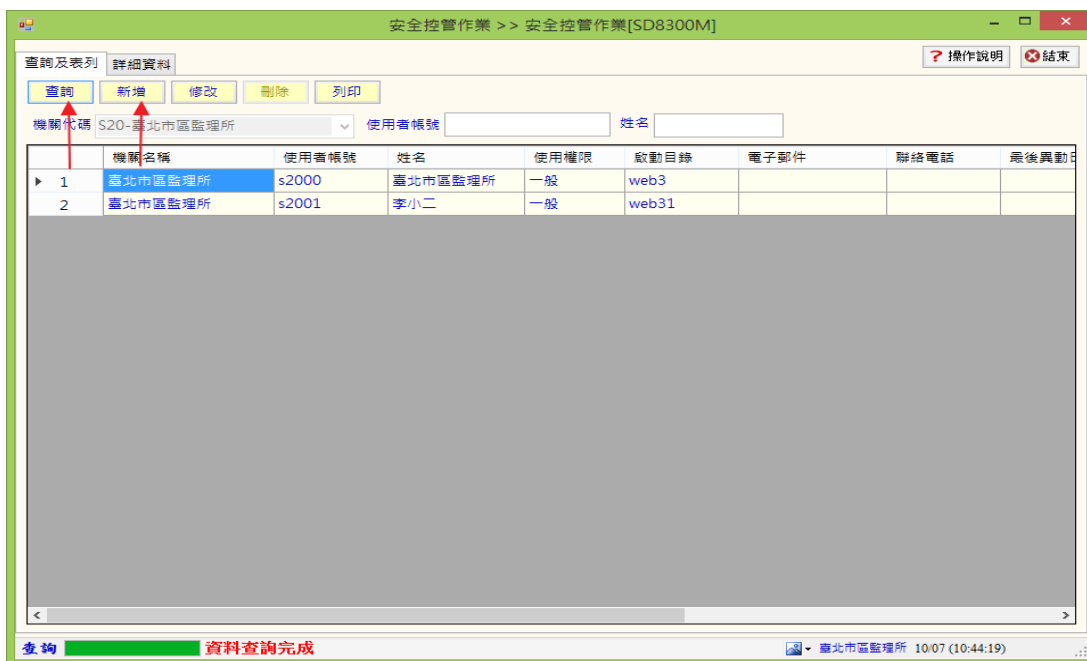 安全控管作業 >> 安全控管作業[SD8300M]
查詢及表列 詳細資料 ? 操作說明 結束
查詢 新增 修改 刪除 列印
機關代碼 S20-臺北市區監理所 使用者帳號 姓名
機關名稱 使用者帳號 姓名 使用權限 啟動目錄 電子郵件 聯絡電話 最後異動
1 臺北市區監理所 s2000 臺北市區監理所 一般 web3
2 臺北市區監理所 s2001 李小二 一般 web31
查詢 資料查詢完成 臺北市區監理所 10/07 (10:44:19)